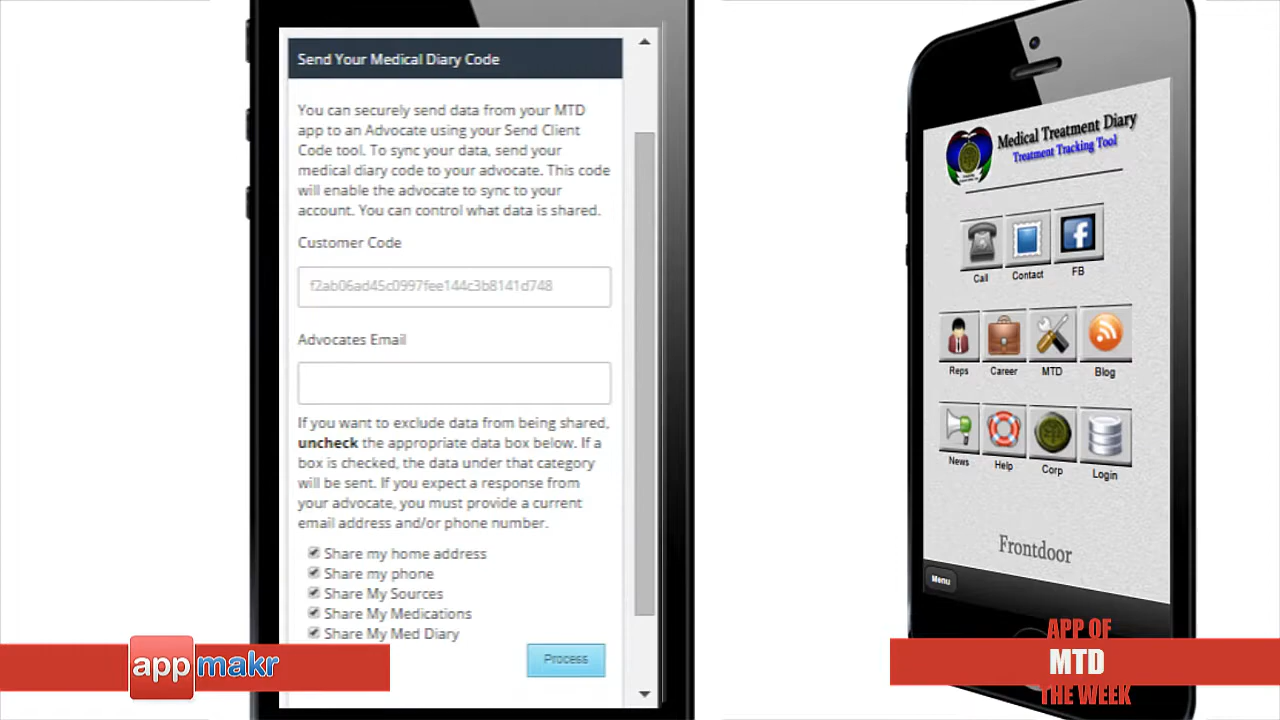 Send Your Medical Diary Code
You can securely send data from your MTD
app to an Advocate using your Send Client
Code tool. To sync your data, send your
medical diary code to your advocate. This code
will enable the advocate to sync to your
account. You can control what data is shared.
Customer Code
f2ab06ad45c0997fee144c3b8141d748
Advocates Email
If you want to exclude data from being shared,
uncheck the appropriate data box below. If a
box is checked, the data under that category
will be sent. If you expect a response from
your advocate, you must provide a current
email address and/or phone number.
Share my home address
Share my phone
Share My Sources
Share My Medications
Share My Med Diary
Process
appmakr
Medical Treatment Diary
Treatment Tracking Tool
Call Contact FB
Reps Career MTD Blog
News Help Corp Login
Frontdoor
Menu
APP OF
MTD
THE WEEK